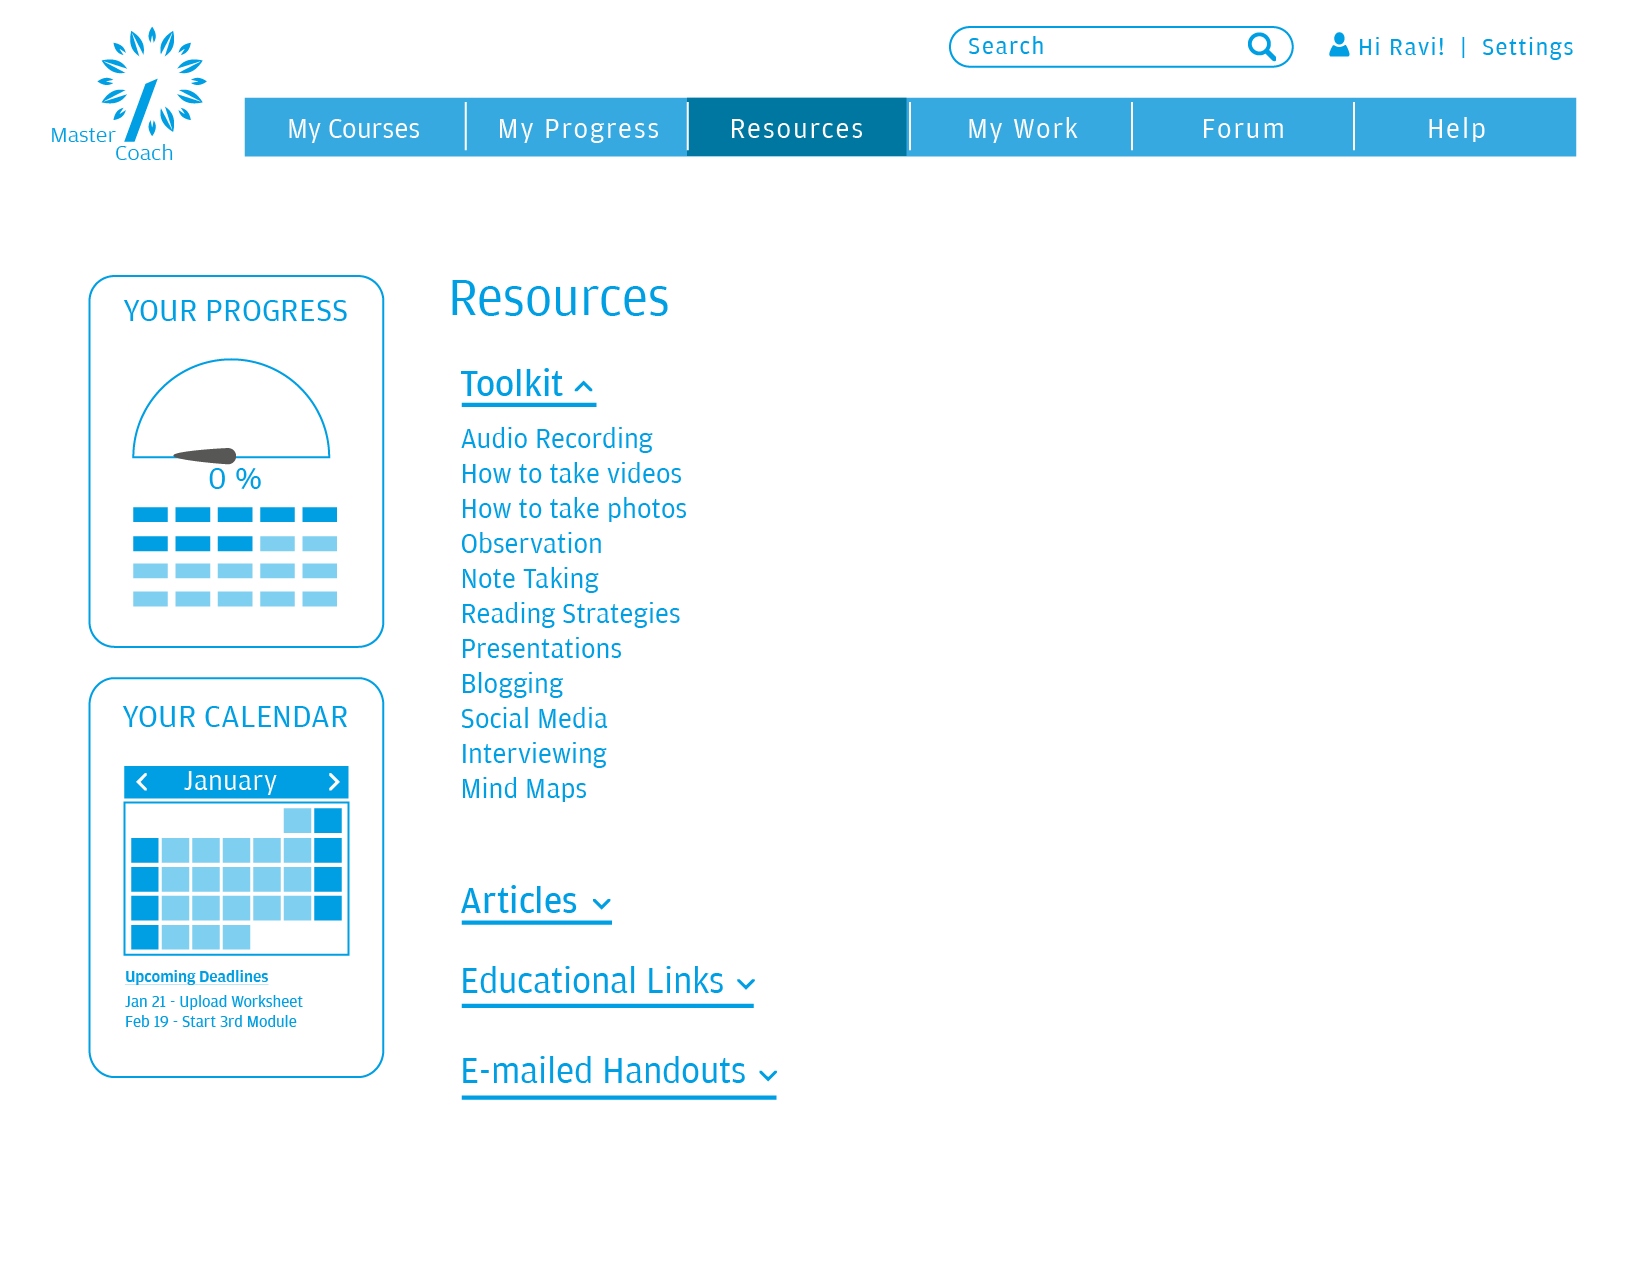 Master
Coach
Search
Hi Ravi! | Settings
My Courses
My Progress
Resources
My Work
Forum
Help
YOUR PROGRESS
0 %
YOUR CALENDAR
January
Upcoming Deadlines
Jan 21 - Upload Worksheet
Feb 19 - Start 3rd Module
Resources
Toolkit
Audio Recording
How to take videos
How to take photos
Observation
Note Taking
Reading Strategies
Presentations
Blogging
Social Media
Interviewing
Mind Maps
Articles
Educational Links
E-mailed Handouts